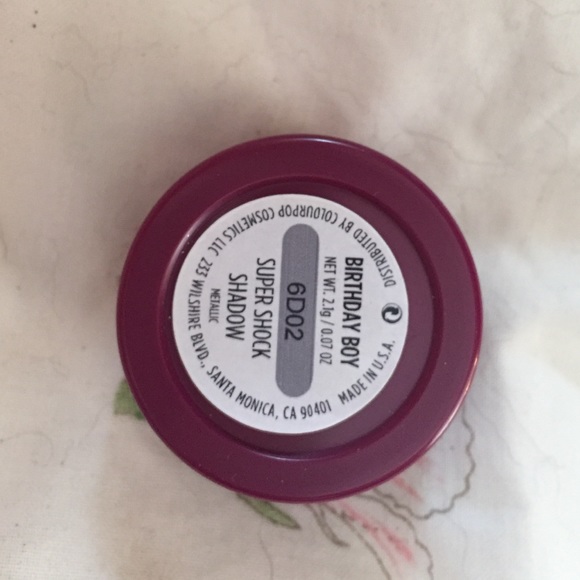 BIRTHDAY BOY
NET WT. 2.1g / 0.07 OZ
6D02
SUPER SHOCK
SHADOW
METALLIC
DISTRIBUTED BY COLOURPOP COSMETICS LLC 233 WILSHIRE BLVD., SANTA MONICA, CA 90401
MADE IN U.S.A.